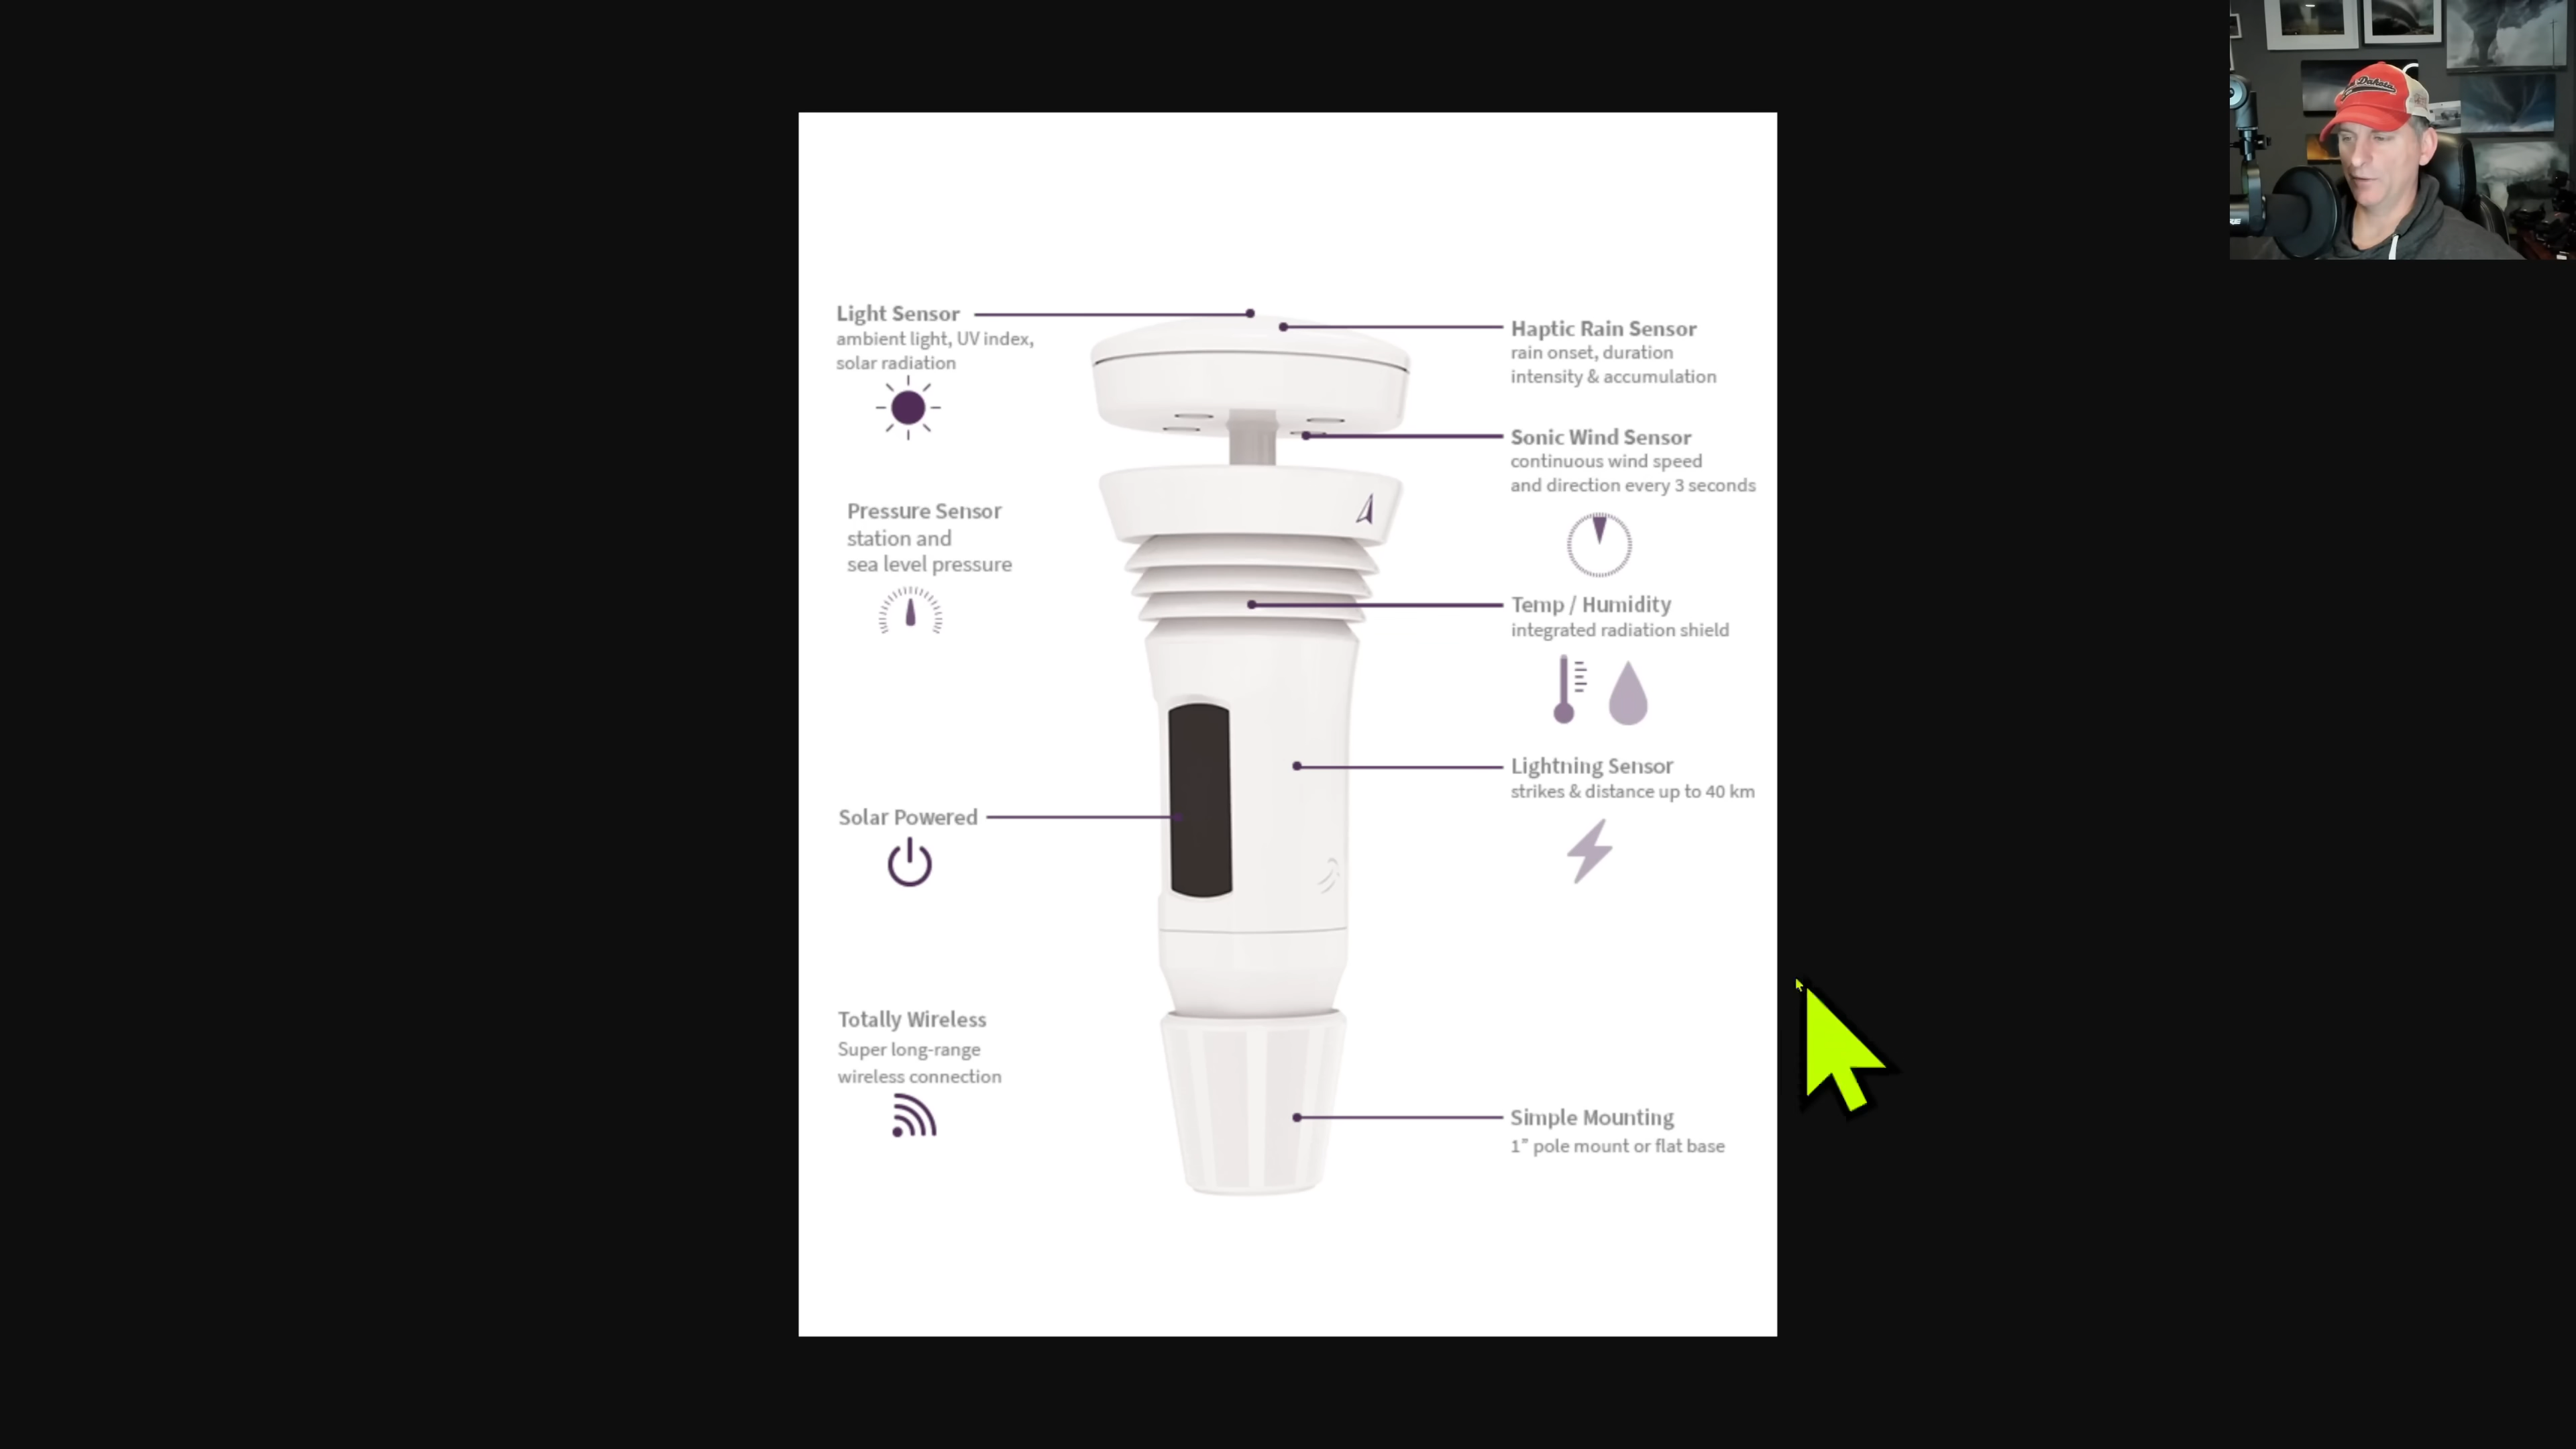 Light Sensor
ambient light, UV index,
solar radiation
Pressure Sensor
station and
sea level pressure
Solar Powered
Totally Wireless
Super long-range
wireless connection
Haptic Rain Sensor
rain onset, duration
intensity & accumulation
Sonic Wind Sensor
continuous wind speed
and direction every 3 seconds
Temp / Humidity
integrated radiation shield
Lightning Sensor
strikes & distance up to 40 km
Simple Mounting
1” pole mount or flat base
Dakota